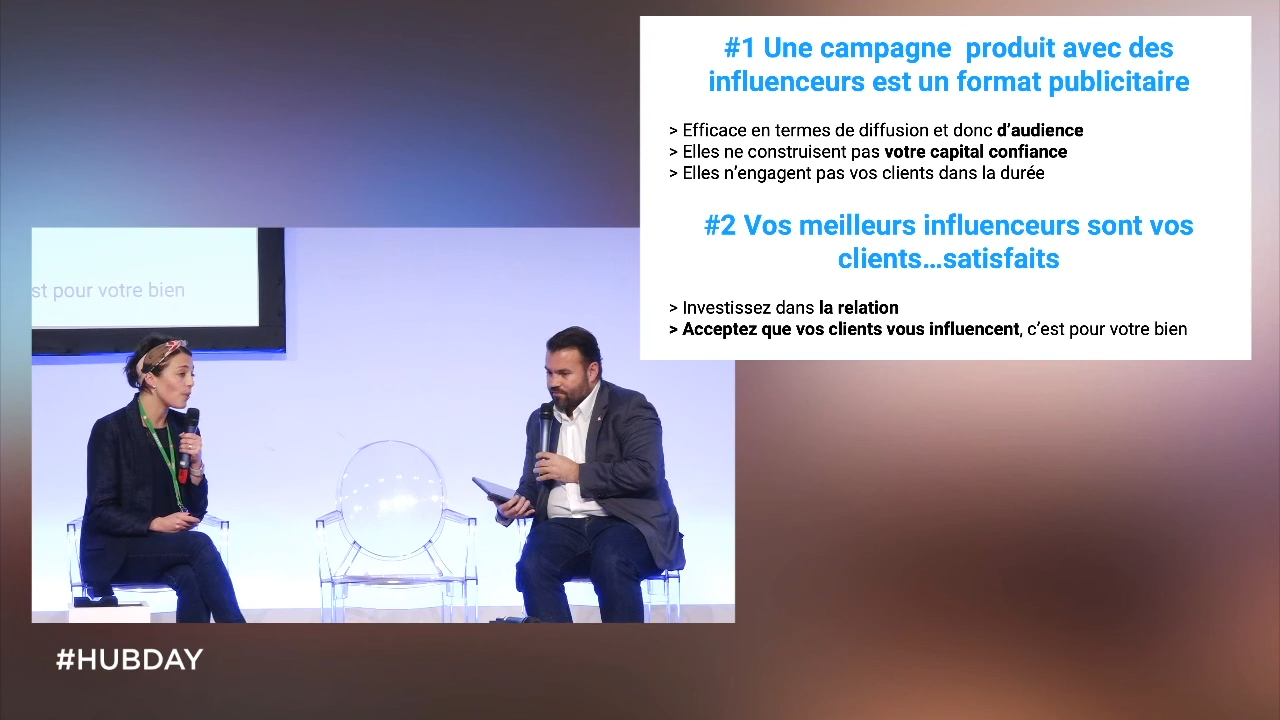 #1 Une campagne produit avec des
influenceurs est un format publicitaire
> Efficace en termes de diffusion et donc d’audience
> Elles ne construisent pas votre capital confiance
> Elles n’engagent pas vos clients dans la durée
#2 Vos meilleurs influenceurs sont vos
clients…satisfaits
> Investissez dans la relation
> Acceptez que vos clients vous influencent, c’est pour votre bien
st pour votre bien
#HUBDAY